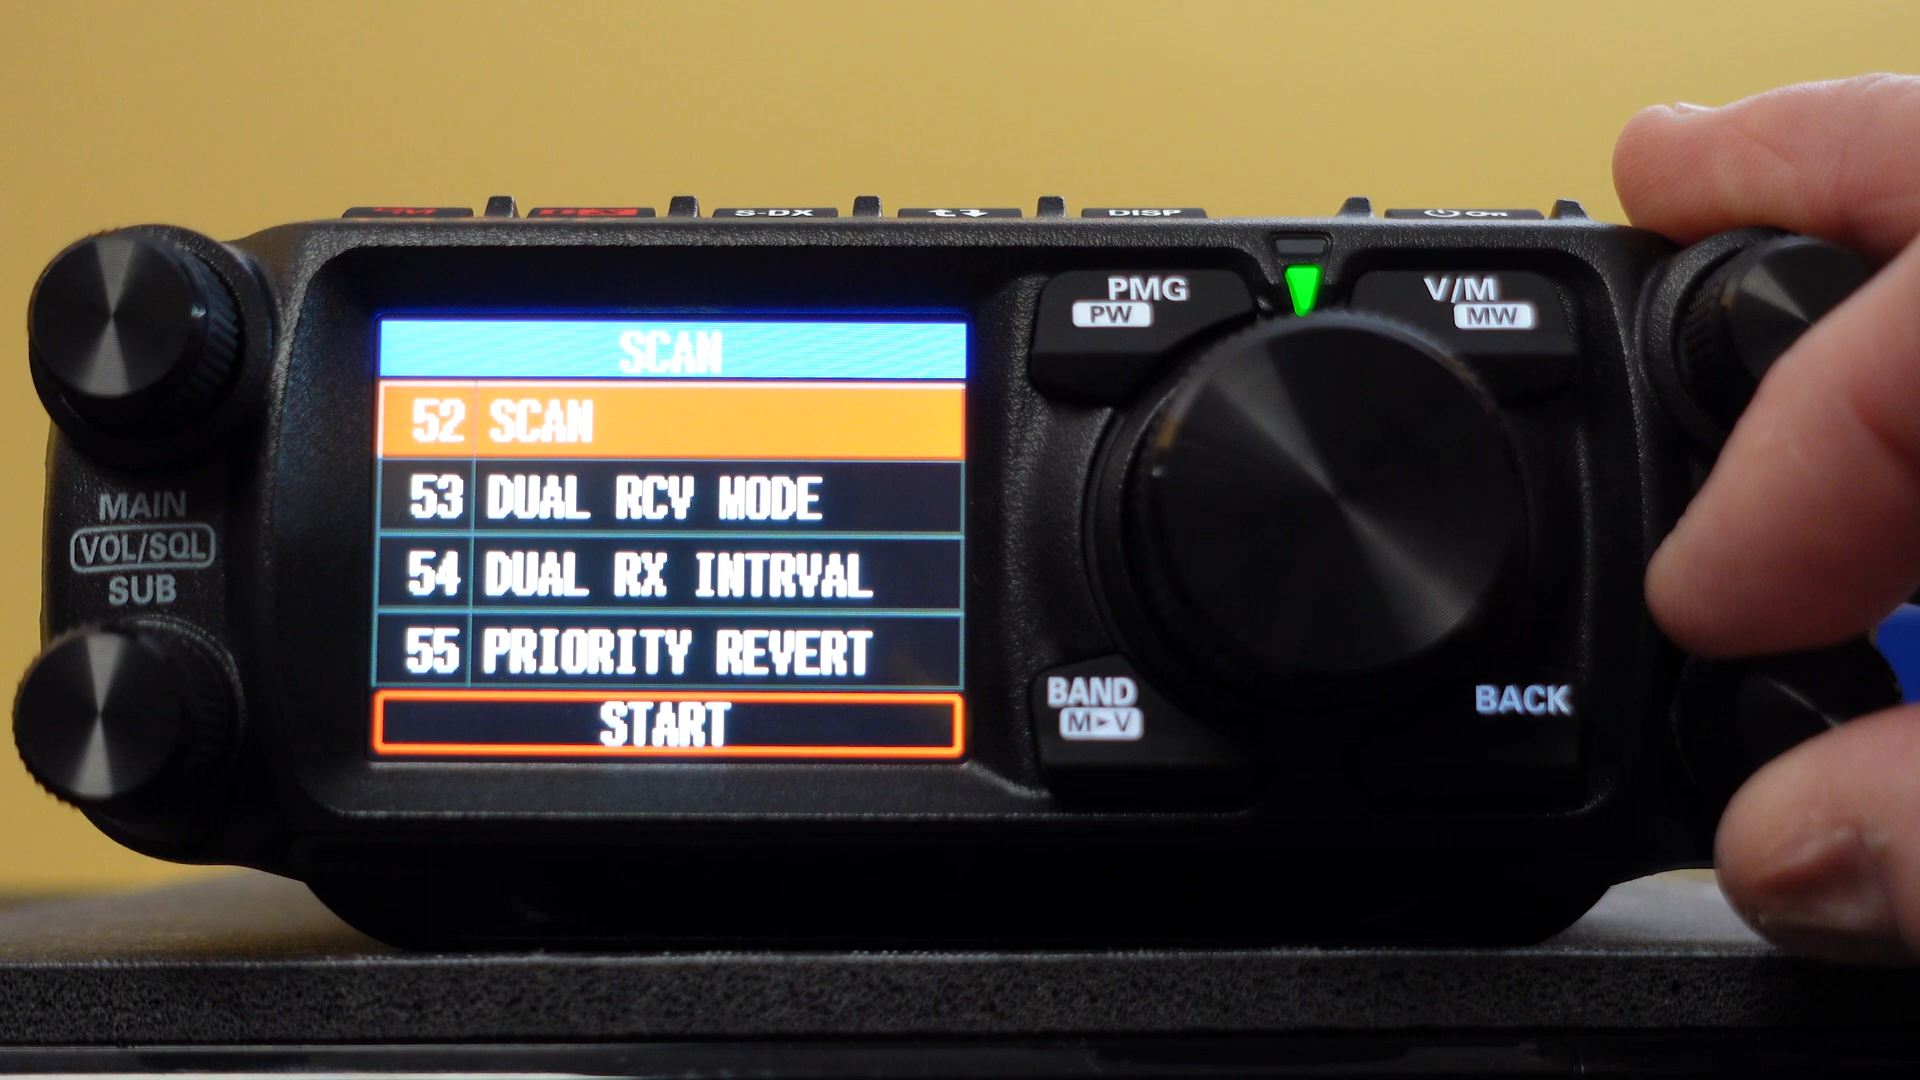 S-DX
DISP
PMG
PW
V/M
MW
MAIN
VOL/SQL
SUB
SCAN
52 SCAN
53 DUAL RCV MODE
54 DUAL RX INTRVAL
55 PRIORITY REVERT
START
BAND
M►V
BACK